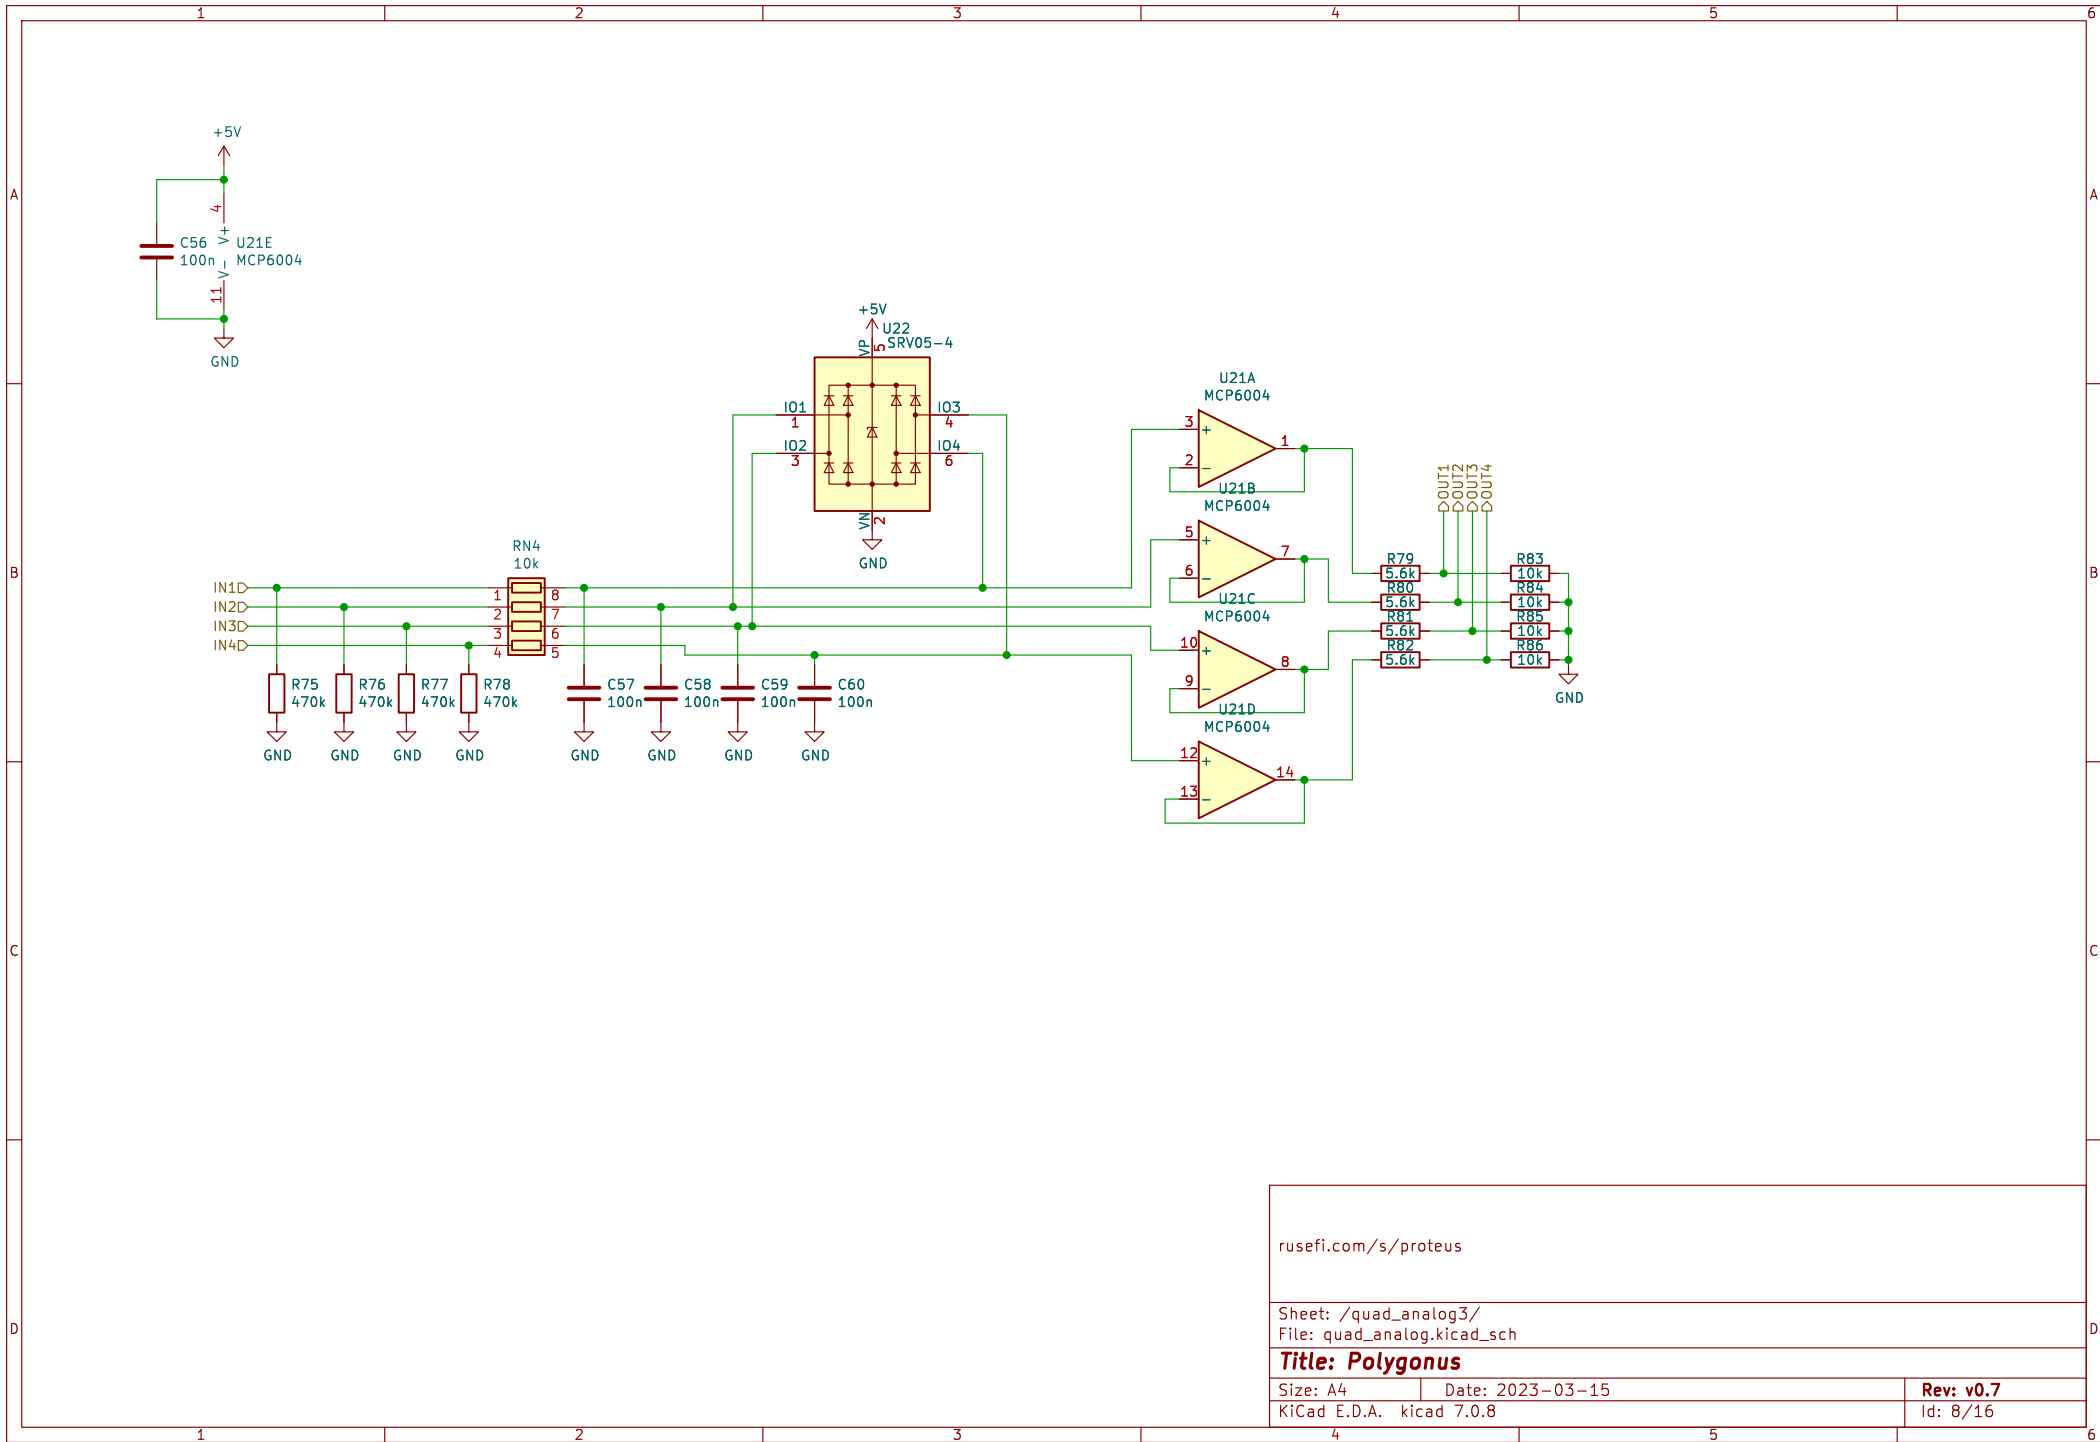 1 2 3 4 5 6
A A
B B
C C
D D
+5V
4
V+
C56
100n
U21E
MCP6004
V-
11
GND
+5V
U22
SRV05-4
VP
5
IO1
1
IO2
3
IO3
4
IO4
6
VN
2
GND
RN4
10k
IN1
IN2
IN3
IN4
1 8
2 7
3 6
4 5
R75
470k
R76
470k
R77
470k
R78
470k
C57
100n
C58
100n
C59
100n
C60
100n
GND GND GND GND GND GND GND GND
U21A
MCP6004
3
+
2
-
1
U21B
MCP6004
5
+
6
-
7
U21C
MCP6004
10
+
9
-
8
U21D
MCP6004
12
+
13
-
14
OUT1
OUT2
OUT3
OUT4
R79 R83
5.6k 10k
R80 R84
5.6k 10k
R81 R85
5.6k 10k
R82 R86
5.6k 10k
GND
rusefi.com/s/proteus
Sheet: /quad_analog3/
File: quad_analog.kicad_sch
Title: Polygonus
Size: A4 Date: 2023-03-15 Rev: v0.7
KiCad E.D.A. kicad 7.0.8 Id: 8/16
1 2 3 4 5 6